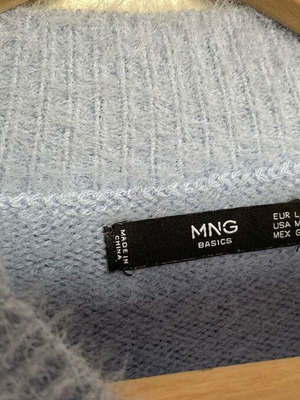 MADE IN
CHINA
MNG
BASICS
EUR L
USA M
MEX G